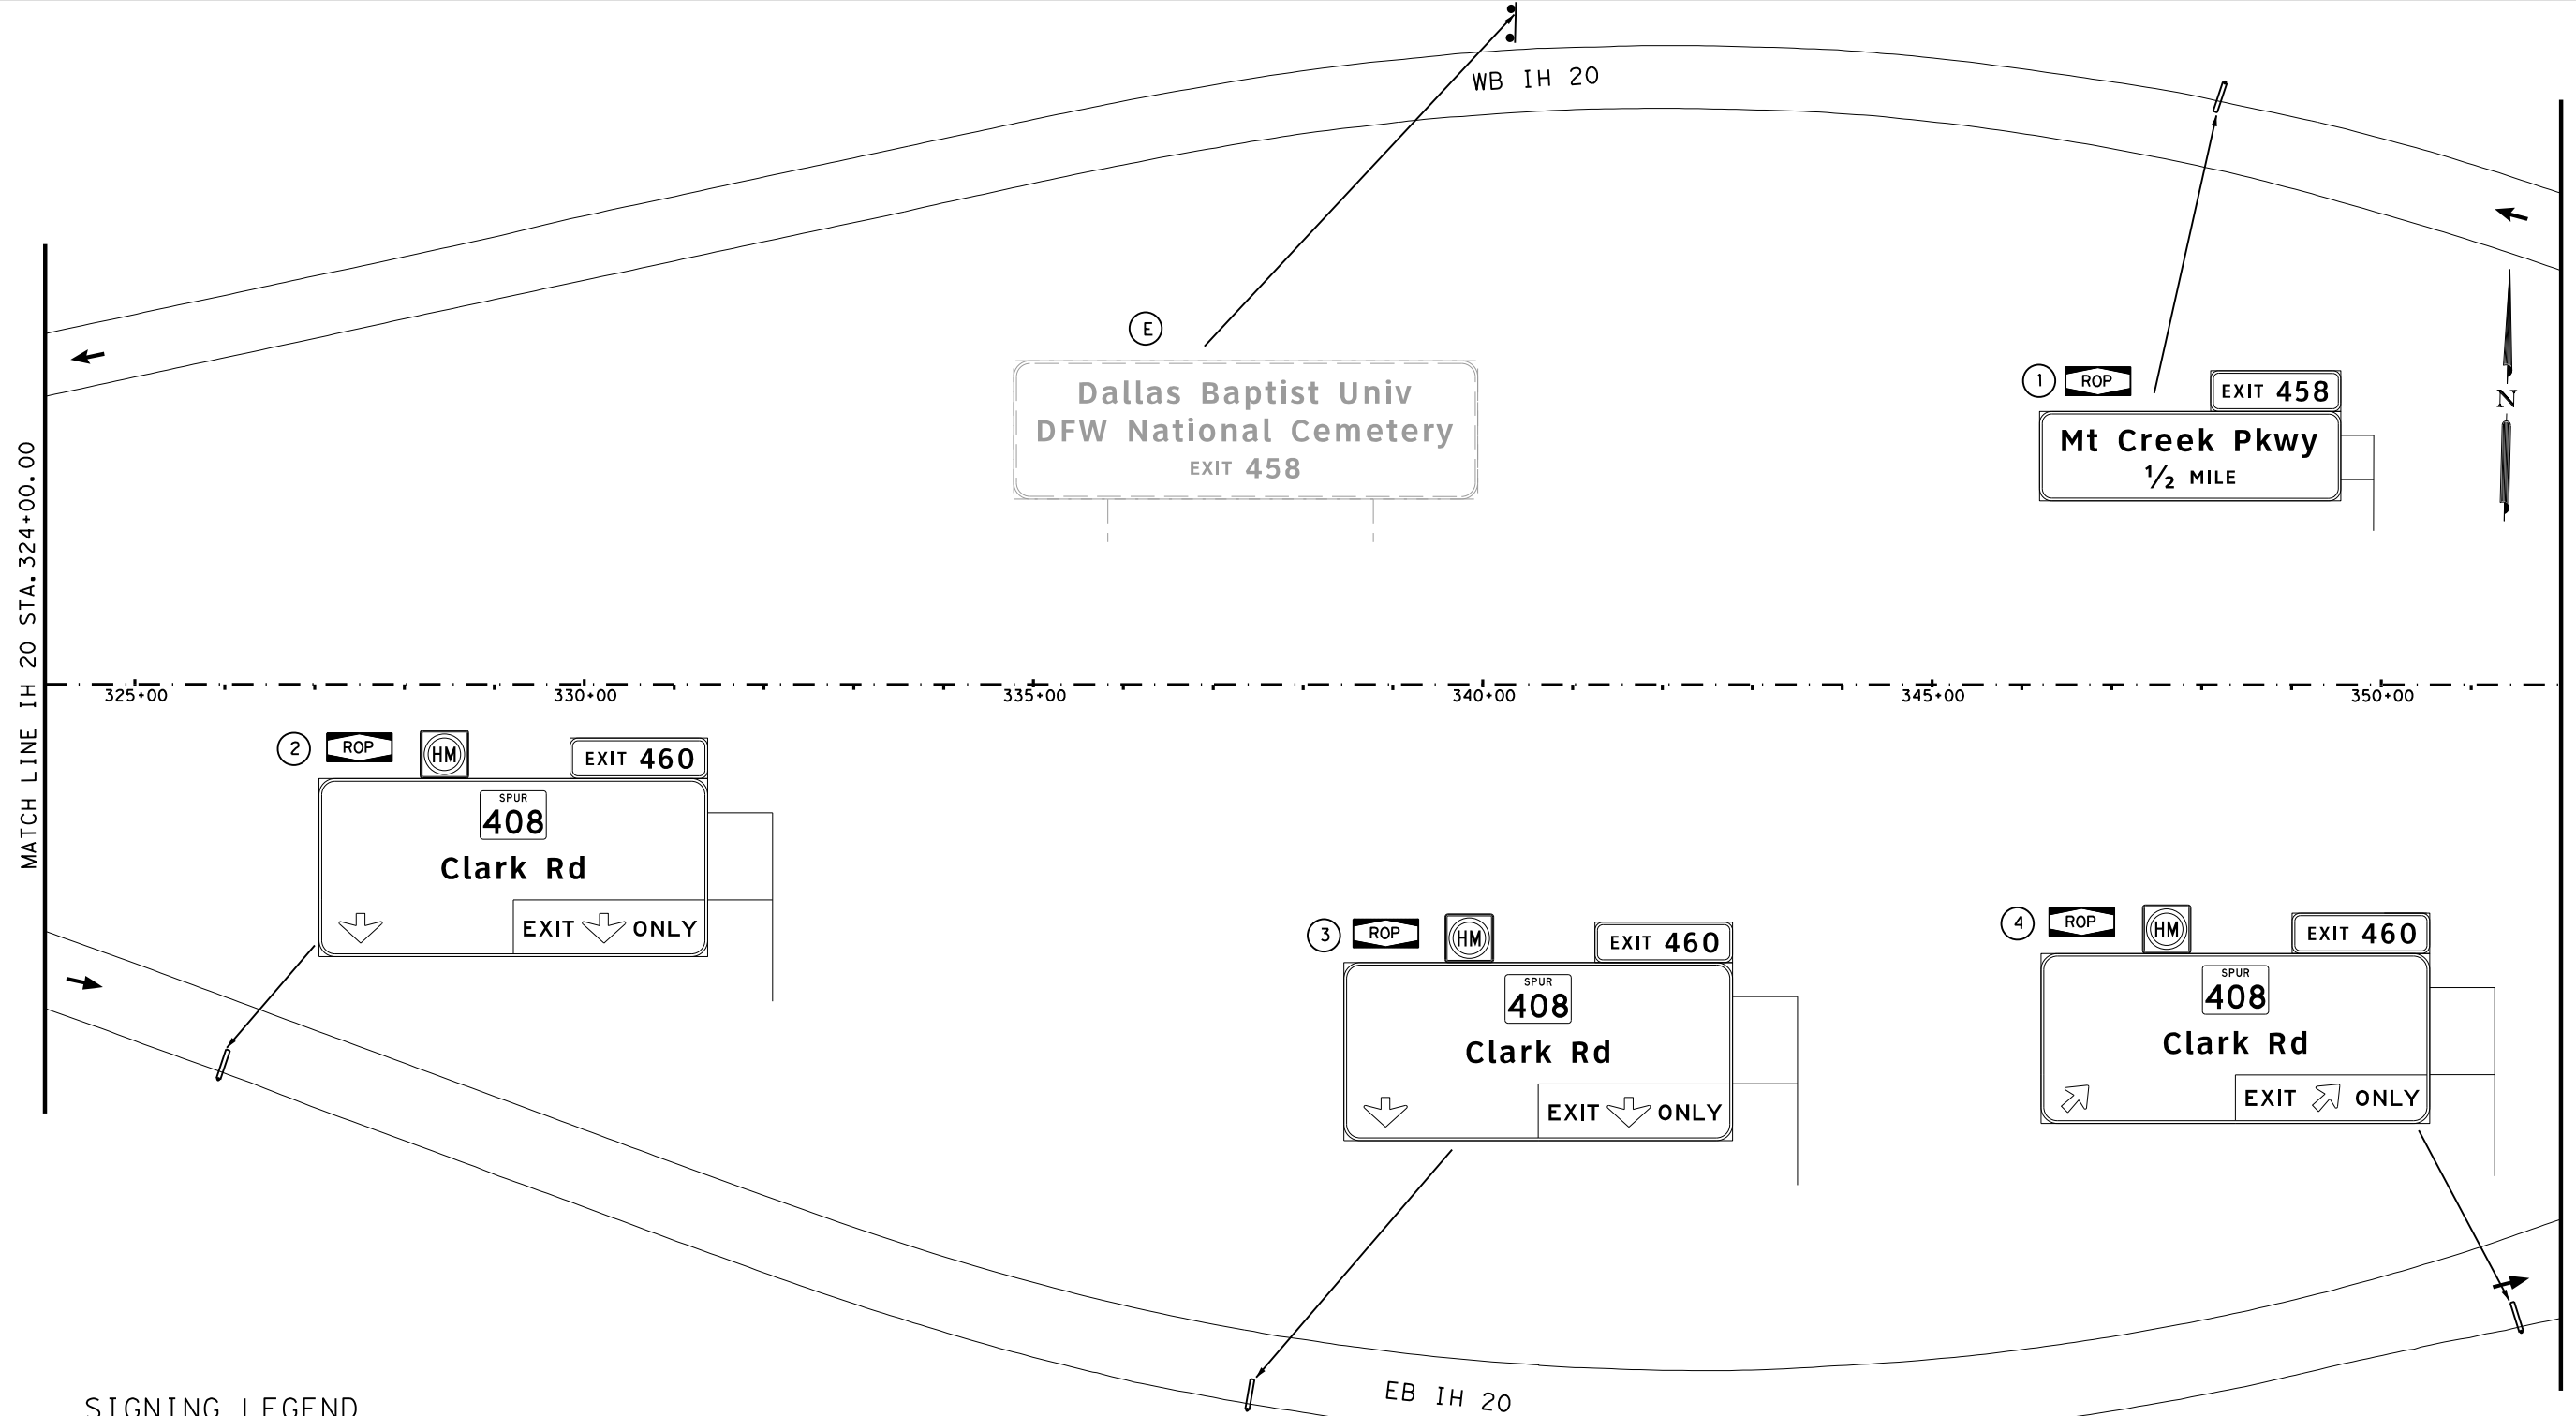 WB IH 20
E
Dallas Baptist Univ
DFW National Cemetery
EXIT 458
1
ROP
EXIT 458
Mt Creek Pkwy
½ MILE
N
MATCH LINE IH 20 STA.324+00.00
325+00
330+00
335+00
340+00
345+00
350+00
2
ROP
HM
EXIT 460
SPUR
408
Clark Rd
EXIT ONLY
3
ROP
HM
EXIT 460
SPUR
408
Clark Rd
EXIT ONLY
4
ROP
HM
EXIT 460
SPUR
408
Clark Rd
EXIT ONLY
EB IH 20
SIGNING LEGEND